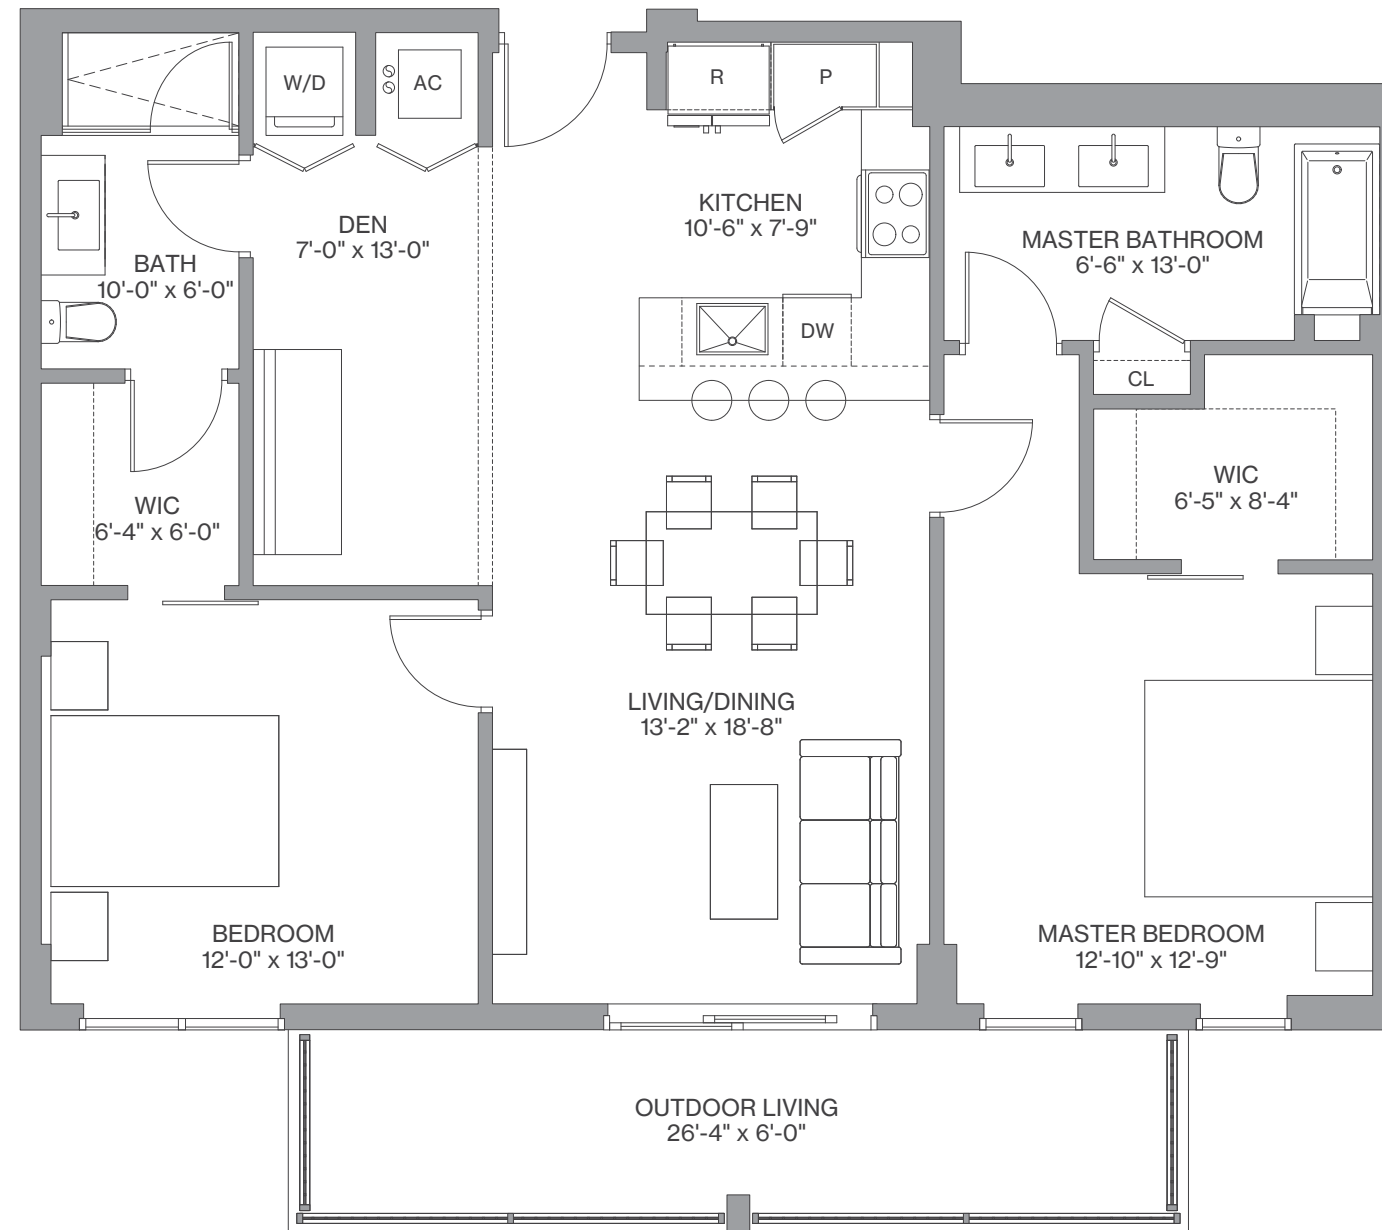 W/D
AC
R
P
KITCHEN
10'-6" x 7'-9"
DEN
7'-0" x 13'-0"
MASTER BATHROOM
6'-6" x 13'-0"
BATH
10'-0" x 6'-0"
DW
CL
WIC
6'-5" x 8'-4"
WIC
6'-4" x 6'-0"
LIVING/DINING
13'-2" x 18'-8"
BEDROOM
12'-0" x 13'-0"
MASTER BEDROOM
12'-10" x 12'-9"
OUTDOOR LIVING
26'-4" x 6'-0"